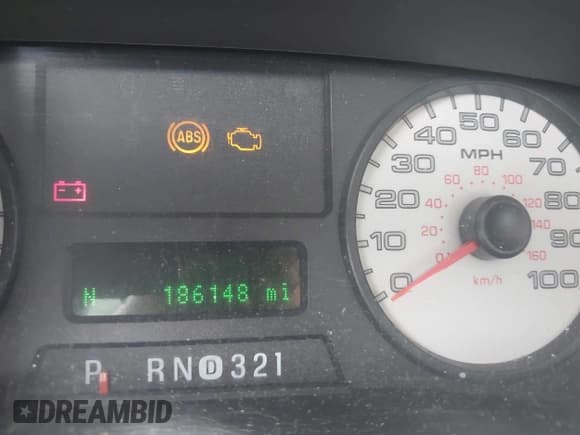 ABS
- +
N 186148 mi
P R N D 3 2 1
0 10 20 30 40 50 60 70 80 90 100
MPH
0 20 40 60 80 100 120 140 160
km/h
DREAMBID